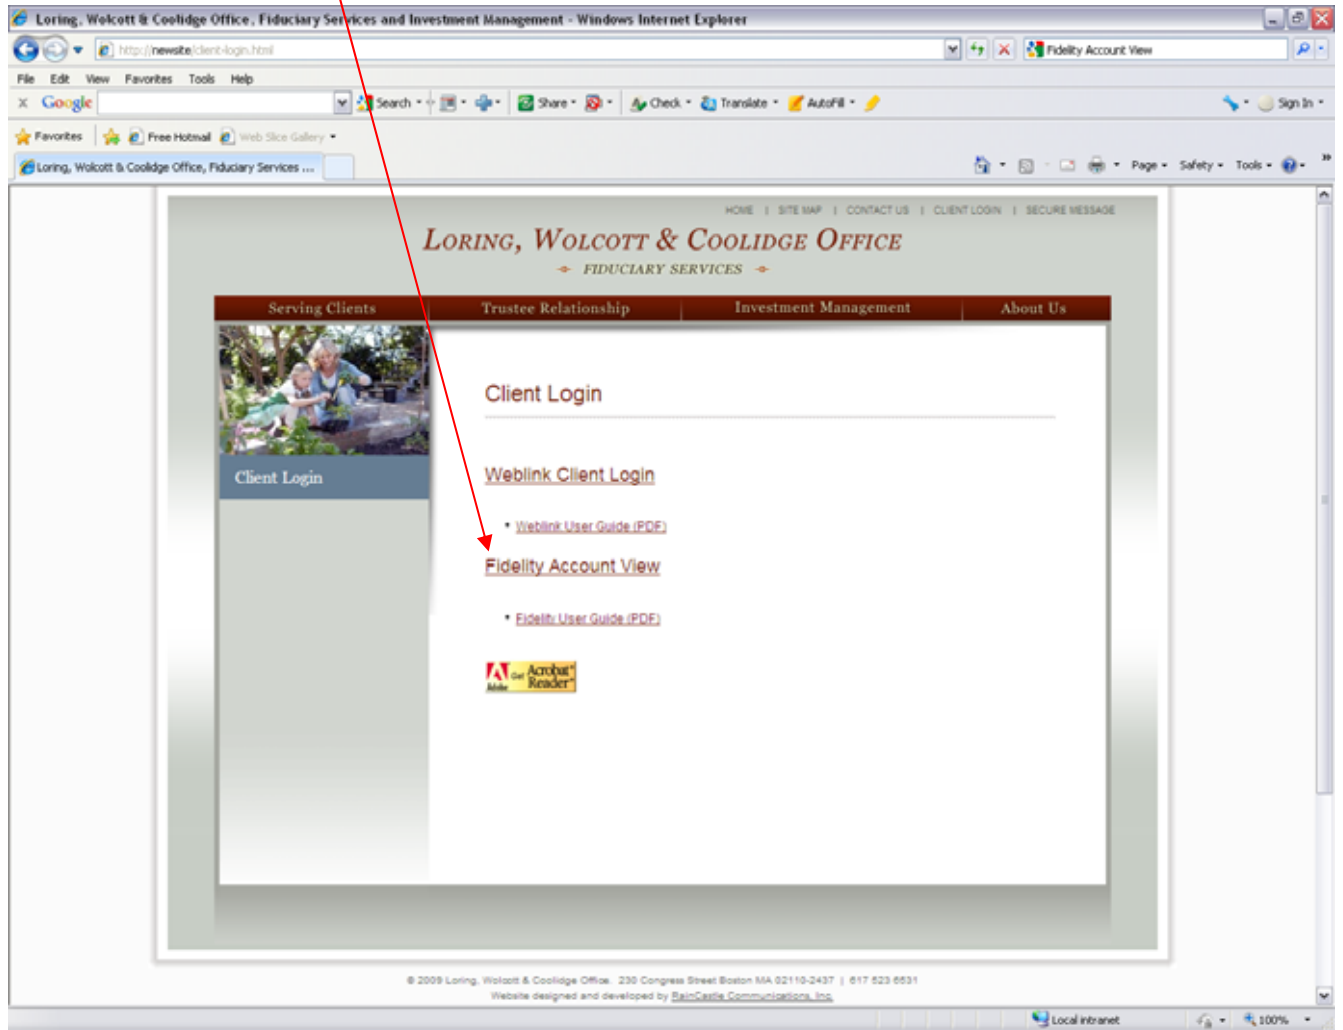 Loring, Wolcott & Coolidge Office, Fiduciary Services and Investment Management - Windows Internet Explorer
http://newsite/client-login.html Fidelity Account View
File Edit View Favorites Tools Help
x Google Search Share Check Translate AutoFill Sign In
Favorites Free Hotmail Web Slice Gallery
Loring, Wolcott & Coolidge Office, Fiduciary Services ... Page Safety Tools »
HOME | SITE MAP | CONTACT US | CLIENT LOGIN | SECURE MESSAGE
LORING, WOLCOTT & COOLIDGE OFFICE
FIDUCIARY SERVICES
Serving Clients Trustee Relationship Investment Management About Us
Client Login
Client Login
Weblink Client Login
• Weblink User Guide (PDF)
Fidelity Account View
• Fidelity User Guide (PDF)
Adobe Get Acrobat Reader
© 2009 Loring, Wolcott & Coolidge Office. 230 Congress Street Boston MA 02110-2437 | 617 523 6531
Website designed and developed by RainCastle Communications, Inc.
Local intranet 100%